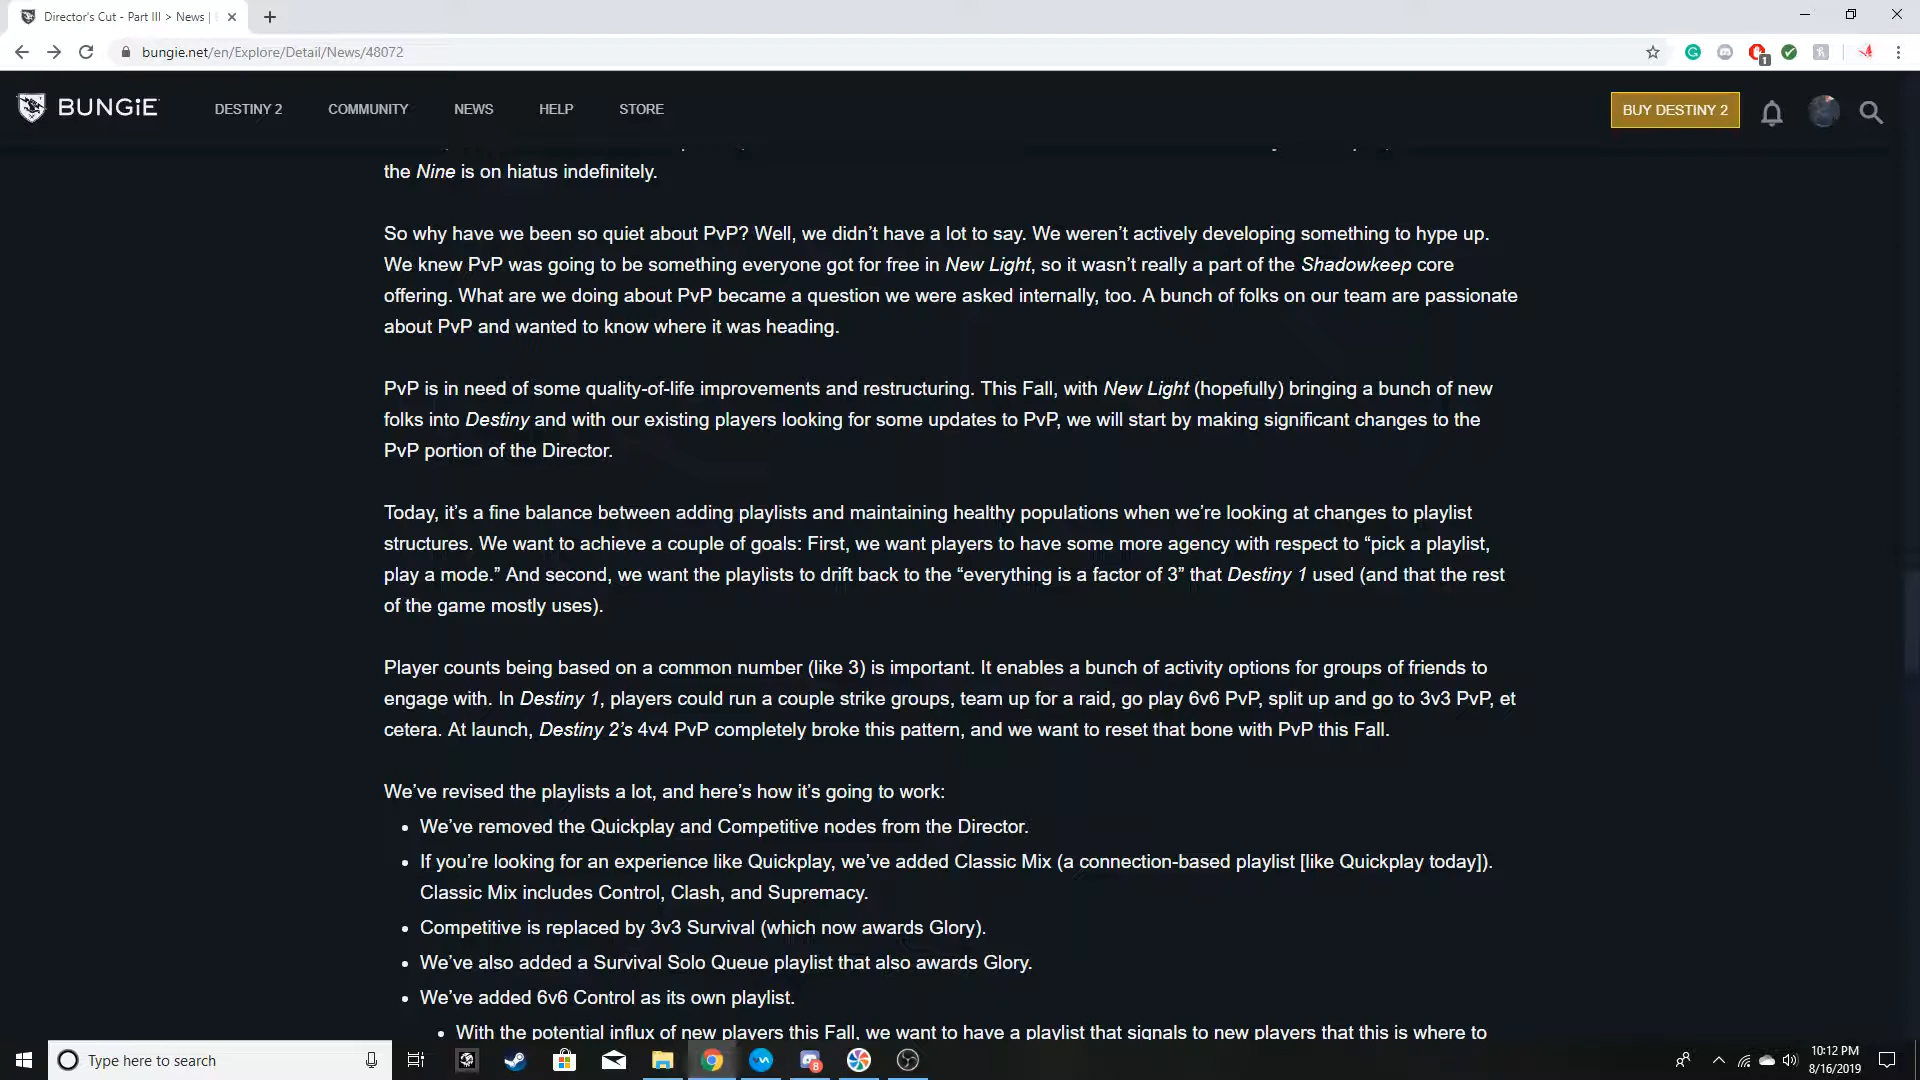 Director's Cut - Part III > News |
bungie.net/en/Explore/Detail/News/48072
1
BUNGiE
DESTINY 2
COMMUNITY
NEWS
HELP
STORE
BUY DESTINY 2
the Nine is on hiatus indefinitely.
So why have we been so quiet about PvP? Well, we didn’t have a lot to say. We weren’t actively developing something to hype up.
We knew PvP was going to be something everyone got for free in New Light, so it wasn’t really a part of the Shadowkeep core
offering. What are we doing about PvP became a question we were asked internally, too. A bunch of folks on our team are passionate
about PvP and wanted to know where it was heading.
PvP is in need of some quality-of-life improvements and restructuring. This Fall, with New Light (hopefully) bringing a bunch of new
folks into Destiny and with our existing players looking for some updates to PvP, we will start by making significant changes to the
PvP portion of the Director.
Today, it’s a fine balance between adding playlists and maintaining healthy populations when we’re looking at changes to playlist
structures. We want to achieve a couple of goals: First, we want players to have some more agency with respect to “pick a playlist,
play a mode.” And second, we want the playlists to drift back to the “everything is a factor of 3” that Destiny 1 used (and that the rest
of the game mostly uses).
Player counts being based on a common number (like 3) is important. It enables a bunch of activity options for groups of friends to
engage with. In Destiny 1, players could run a couple strike groups, team up for a raid, go play 6v6 PvP, split up and go to 3v3 PvP, et
cetera. At launch, Destiny 2’s 4v4 PvP completely broke this pattern, and we want to reset that bone with PvP this Fall.
We’ve revised the playlists a lot, and here’s how it’s going to work:
• We’ve removed the Quickplay and Competitive nodes from the Director.
• If you’re looking for an experience like Quickplay, we’ve added Classic Mix (a connection-based playlist [like Quickplay today]).
Classic Mix includes Control, Clash, and Supremacy.
• Competitive is replaced by 3v3 Survival (which now awards Glory).
• We’ve also added a Survival Solo Queue playlist that also awards Glory.
• We’ve added 6v6 Control as its own playlist.
• With the potential influx of new players this Fall, we want to have a playlist that signals to new players that this is where to
Type here to search
8
10:12 PM
8/16/2019